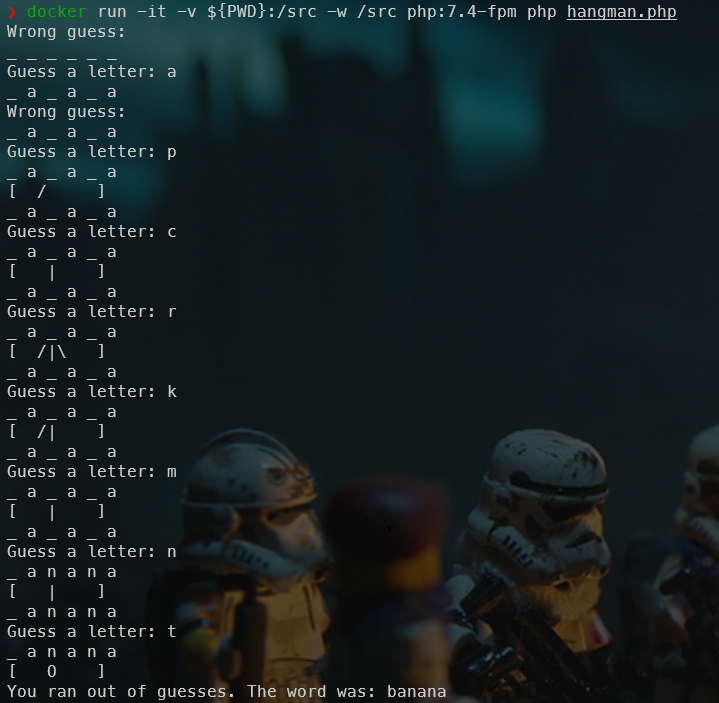 ❯ docker run -it -v ${PWD}:/src -w /src php:7.4-fpm php hangman.php
Wrong guess:
_ _ _ _ _ _
Guess a letter: a
_ a _ a _ a
Wrong guess:
_ a _ a _ a
Guess a letter: p
_ a _ a _ a
[  /     ]
_ a _ a _ a
Guess a letter: c
_ a _ a _ a
[   |    ]
_ a _ a _ a
Guess a letter: r
_ a _ a _ a
[  /|\   ]
_ a _ a _ a
Guess a letter: k
_ a _ a _ a
[  /|    ]
_ a _ a _ a
Guess a letter: m
_ a _ a _ a
[   |    ]
_ a _ a _ a
Guess a letter: n
_ a n a n a
[   |    ]
_ a n a n a
Guess a letter: t
_ a n a n a
[   O    ]
You ran out of guesses. The word was: banana